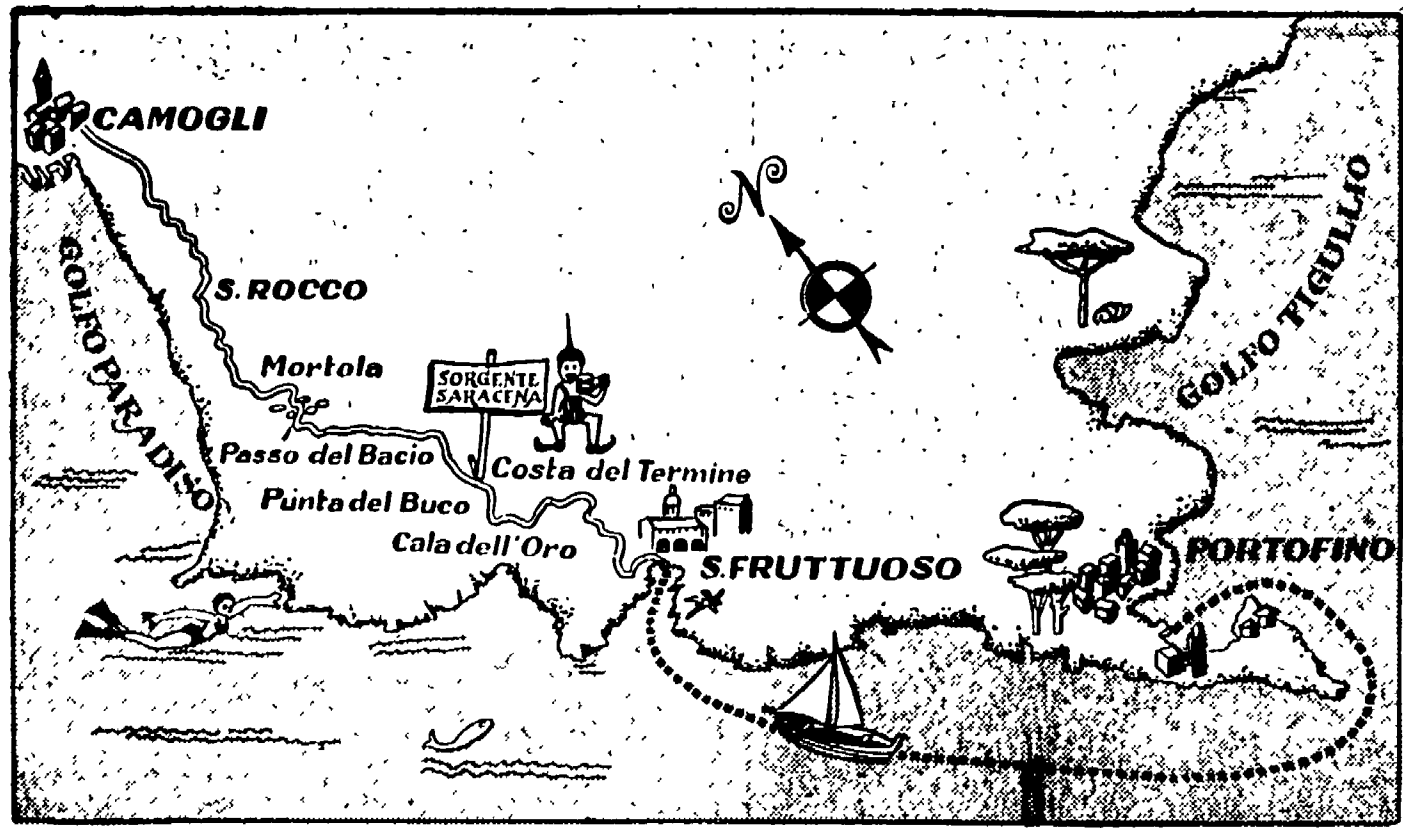 CAMOGLI
N
GOLFO PARADISO
S. ROCCO
GOLFO TIGULLIO
Mortola
SORGENTE
SARACENA
Passo del Bacio
Costa del Termine
Punta del Buco
Cala dell'Oro
S. FRUTTUOSO
PORTOFINO